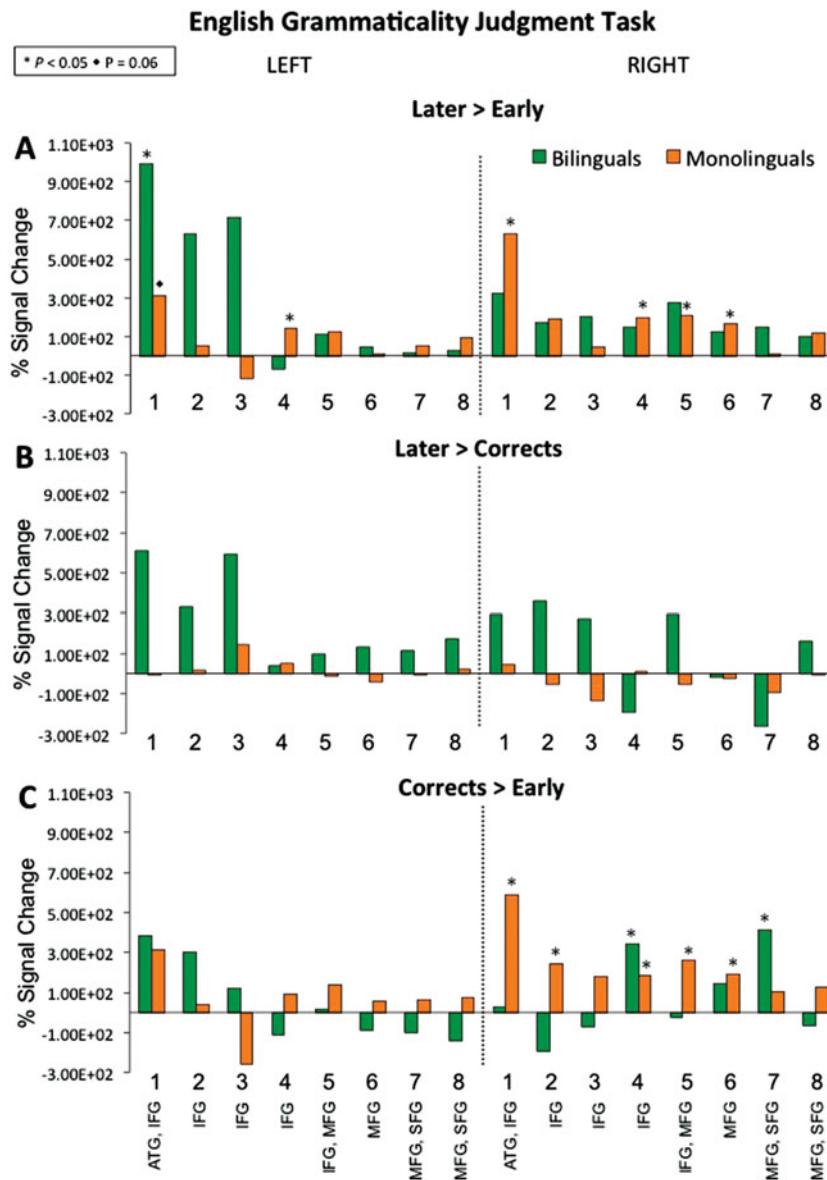 English Grammaticality Judgment Task
* P < 0.05 ◆ P = 0.06
LEFT RIGHT
Later > Early
A
Bilinguals Monolinguals
% Signal Change
1.10E+03
9.00E+02
7.00E+02
5.00E+02
3.00E+02
1.00E+02
-1.00E+02
-3.00E+02
* ◆ * * * * *
1 2 3 4 5 6 7 8 1 2 3 4 5 6 7 8
B
Later > Corrects
% Signal Change
1.10E+03
9.00E+02
7.00E+02
5.00E+02
3.00E+02
1.00E+02
-1.00E+02
-3.00E+02
1 2 3 4 5 6 7 8 1 2 3 4 5 6 7 8
C
Corrects > Early
% Signal Change
1.10E+03
9.00E+02
7.00E+02
5.00E+02
3.00E+02
1.00E+02
-1.00E+02
-3.00E+02
* * * * * * *
1 2 3 4 5 6 7 8 1 2 3 4 5 6 7 8
ATG, IFG
IFG
IFG
IFG
IFG, MFG
MFG
MFG, SFG
MFG, SFG
ATG, IFG
IFG
IFG
IFG
IFG, MFG
MFG
MFG, SFG
MFG, SFG